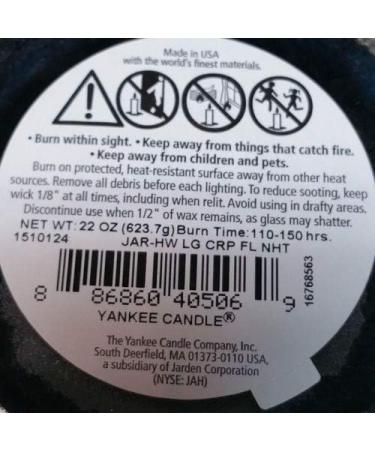 Made in USA
with the world's finest materials.
• Burn within sight. • Keep away from things that catch fire.
• Keep away from children and pets.
Burn on protected, heat-resistant surface away from other heat
sources. Remove all debris before each lighting. To reduce sooting, keep
wick 1/8" at all times, including when relit. Avoid using in drafty areas.
Discontinue use when 1/2" of wax remains, as glass may shatter.
NET WT: 22 OZ (623.7g) Burn Time: 110-150 hrs.
1510124 JAR-HW LG CRP FL NHT
8 86860 40506 9
16768563
YANKEE CANDLE®
The Yankee Candle Company, Inc.
South Deerfield, MA 01373-0110 USA,
a subsidiary of Jarden Corporation
(NYSE: JAH)